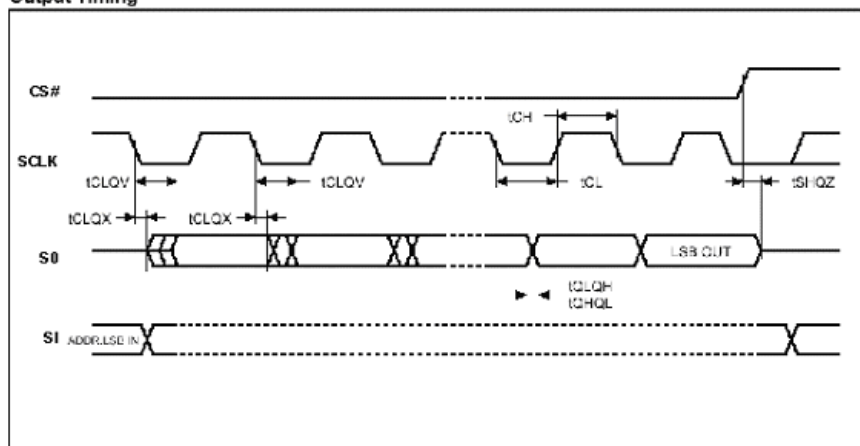 Output Timing
CS#
tCH
SCLK
tCLQV
tCLQV
tCL
tSHQZ
tCLQX
tCLQX
S0
LSB OUT
tQLQH
tQHQL
SI
ADDR.LSB IN